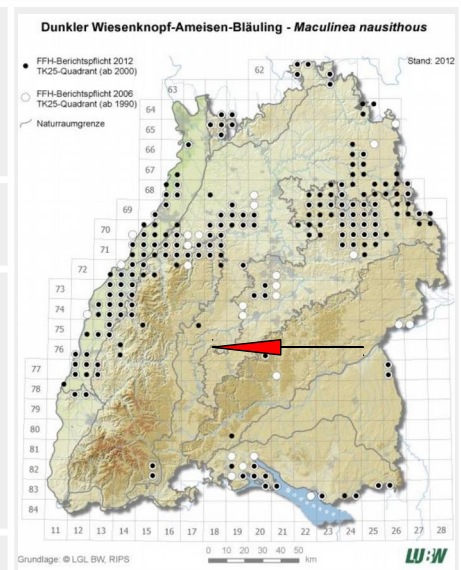 Dunkler Wiesenknopf-Ameisen-Bläuling - Maculinea nausithous
FFH-Berichtspflicht 2012
TK25-Quadrant (ab 2000)
FFH-Berichtspflicht 2006
TK25-Quadrant (ab 1990)
Naturraumgrenze
Stand: 2012
62
63
64
65
66
67
68
69
70
71
72
73
74
75
76
77
78
79
80
81
82
83
84
11 12 13 14 15 16 17 18 19 20 21 22 23 24 25 26 27 28
Grundlage: © LGL BW, RIPS
0 10 20 30 40 50
km
LUBW